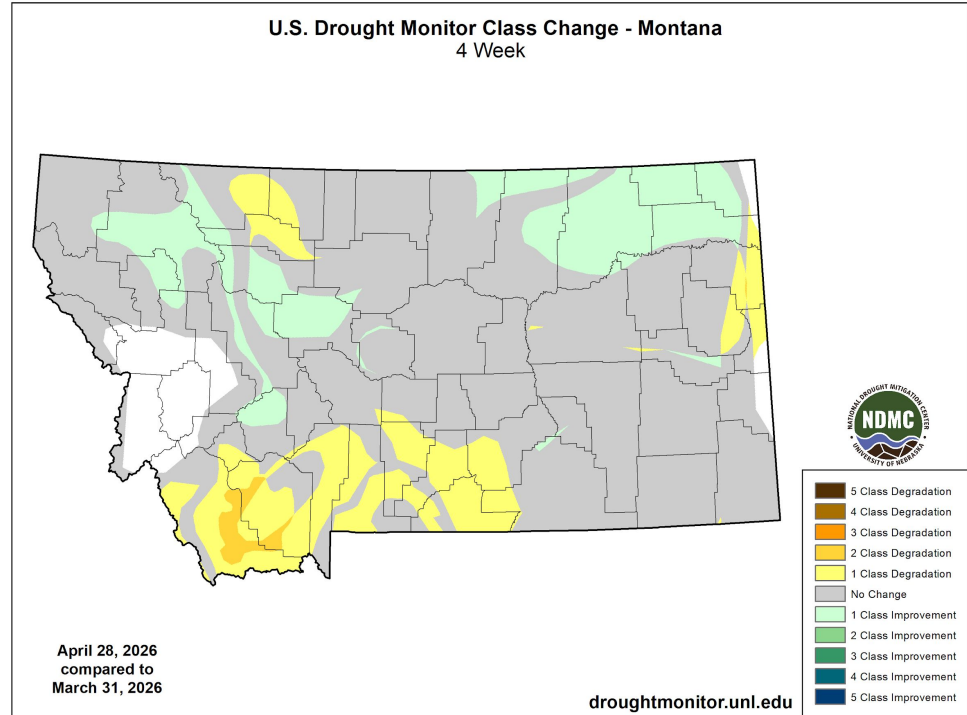 U.S. Drought Monitor Class Change - Montana
4 Week
NATIONAL DROUGHT MITIGATION CENTER
NDMC
UNIVERSITY OF NEBRASKA
5 Class Degradation
4 Class Degradation
3 Class Degradation
2 Class Degradation
1 Class Degradation
No Change
1 Class Improvement
2 Class Improvement
3 Class Improvement
4 Class Improvement
5 Class Improvement
April 28, 2026
compared to
March 31, 2026
droughtmonitor.unl.edu